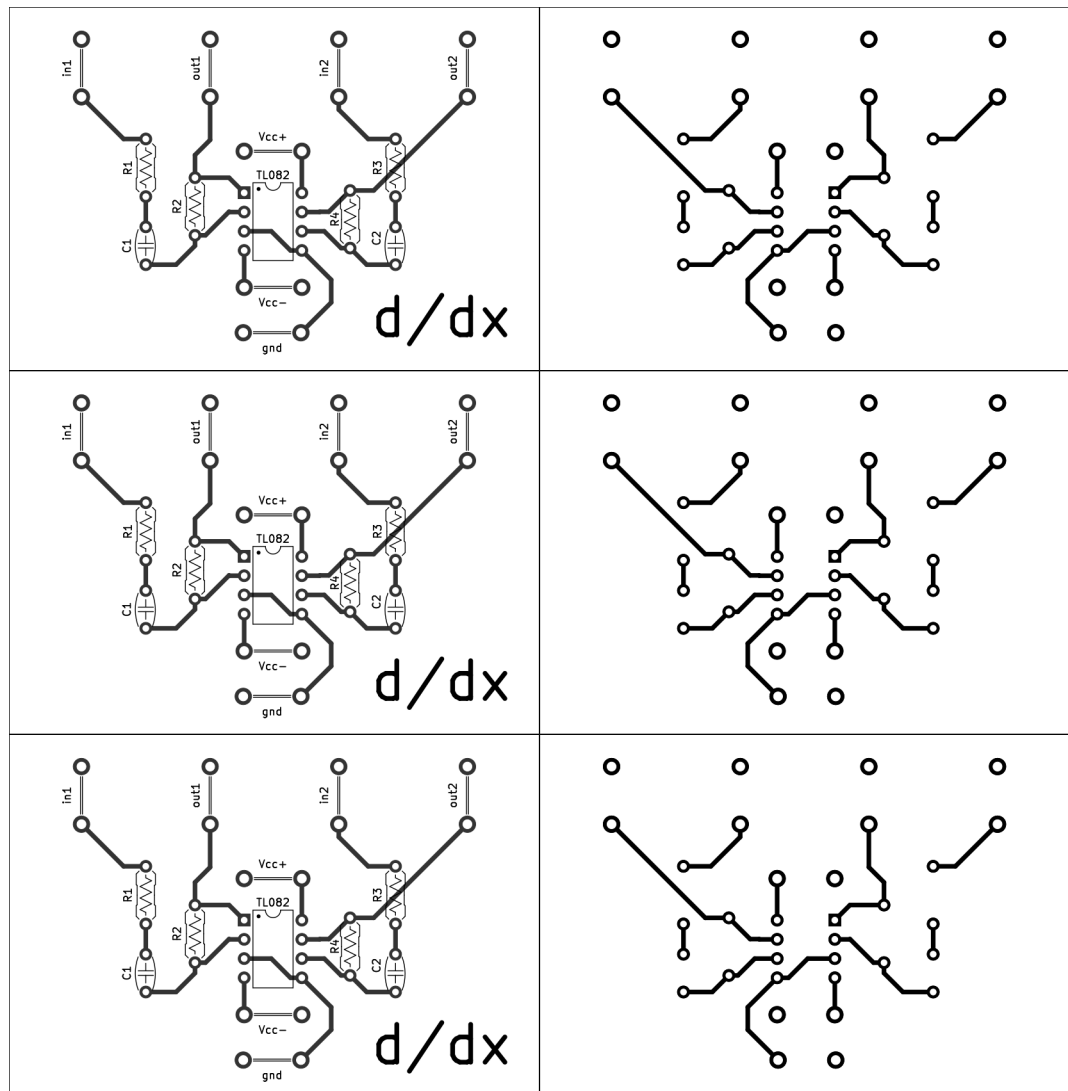 in1
out1
in2
out2
Vcc+
R1
TL082
R3
R2
R4
C1
C2
Vcc-
d/dx
gnd
in1
out1
in2
out2
Vcc+
R1
TL082
R3
R2
R4
C1
C2
Vcc-
d/dx
gnd
in1
out1
in2
out2
Vcc+
R1
TL082
R3
R2
R4
C1
C2
Vcc-
d/dx
gnd